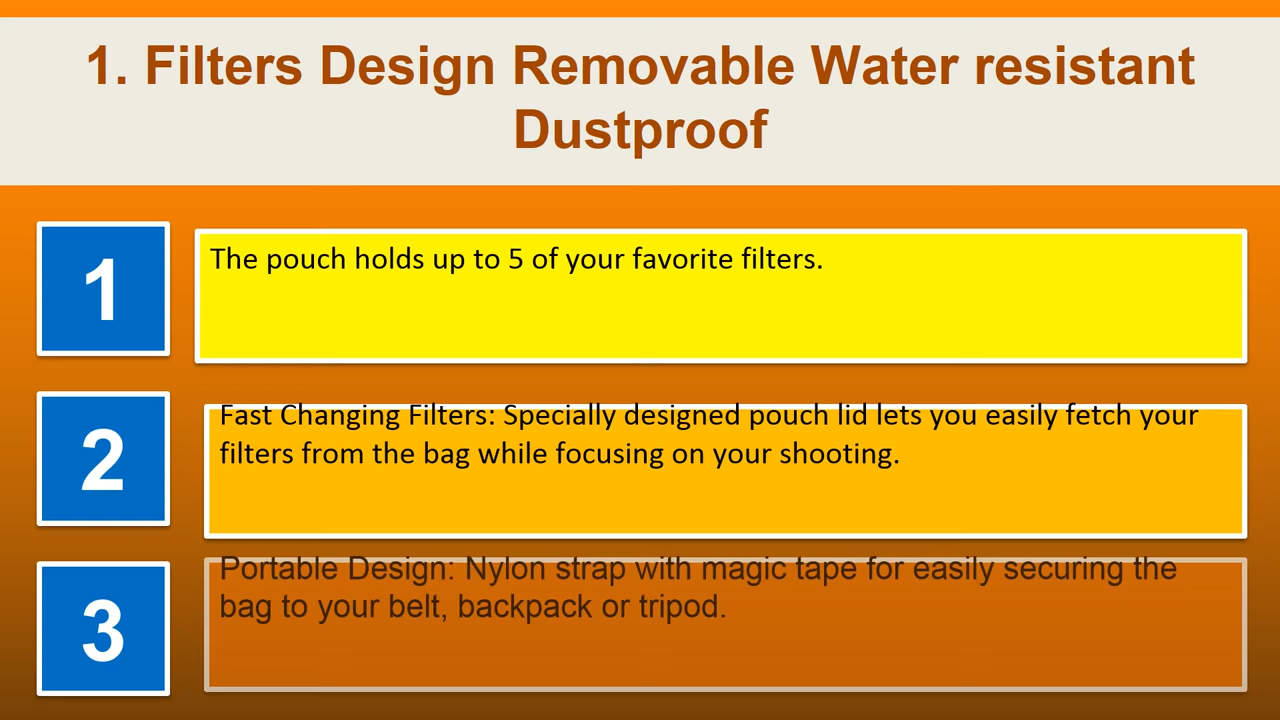 1. Filters Design Removable Water resistant
Dustproof
1
The pouch holds up to 5 of your favorite filters.
2
Fast Changing Filters: Specially designed pouch lid lets you easily fetch your
filters from the bag while focusing on your shooting.
3
Portable Design: Nylon strap with magic tape for easily securing the
bag to your belt, backpack or tripod.